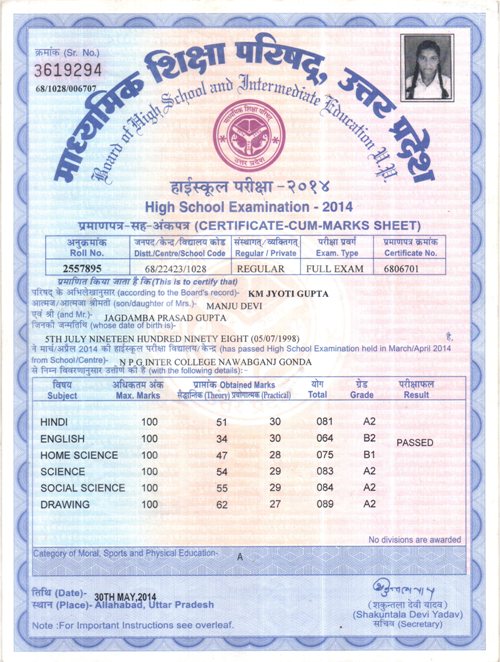 क्रमांक (Sr. No.)
3619294
68/1028/006707
माध्यमिक शिक्षा परिषद्, उत्तर प्रदेश
Board of High School and Intermediate Education U.P.
माध्यमिक शिक्षा परिषद्
उत्तर प्रदेश
हाईस्कूल परीक्षा -२०१४
High School Examination - 2014
प्रमाणपत्र-सह-अंकपत्र (CERTIFICATE-CUM-MARKS SHEET)
अनुक्रमांक जनपद/केन्द्र/विद्यालय कोड संस्थागत/व्यक्तिगत परीक्षा प्रवर्ग प्रमाणपत्र क्रमांक
Roll No. Distt./Centre/School Code Regular / Private Exam. Type Certificate No.
2557895 68/22423/1028 REGULAR FULL EXAM 6806701
प्रमाणित किया जाता है कि (This is to certify that)
परिषद के अभिलेखानुसार (according to the Board's record)- KM JYOTI GUPTA
आत्मज/आत्मजा श्रीमती (son/daughter of Mrs.)- MANJU DEVI
एवं श्री (and Mr.)- JAGDAMBA PRASAD GUPTA
जिनकी जन्मतिथि (whose date of birth is)-
5TH JULY NINETEEN HUNDRED NINETY EIGHT (05/07/1998) है,
ने मार्च/अप्रैल 2014 की हाईस्कूल परीक्षा विद्यालय/केन्द्र (has passed High School Examination held in March/April 2014
from School/Centre)- N P G INTER COLLEGE NAWABGANJ GONDA
से निम्न विवरणानुसार उत्तीर्ण की है (with the following details):-
विषय अधिकतम अंक प्राप्तांक Obtained Marks योग ग्रेड परीक्षाफल
Subject Max. Marks सैद्धान्तिक (Theory) प्रयोगात्मक (Practical) Total Grade Result
HINDI 100 51 30 081 A2
ENGLISH 100 34 30 064 B2 PASSED
HOME SCIENCE 100 47 28 075 B1
SCIENCE 100 54 29 083 A2
SOCIAL SCIENCE 100 55 29 084 A2
DRAWING 100 62 27 089 A2
No divisions are awarded
Category of Moral, Sports and Physical Education- A
तिथि (Date)- 30TH MAY,2014
स्थान (Place)- Allahabad, Uttar Pradesh
(शकुन्तला देवी यादव)
(Shakuntala Devi Yadav)
सचिव (Secretary)
Note :For Important Instructions see overleaf.